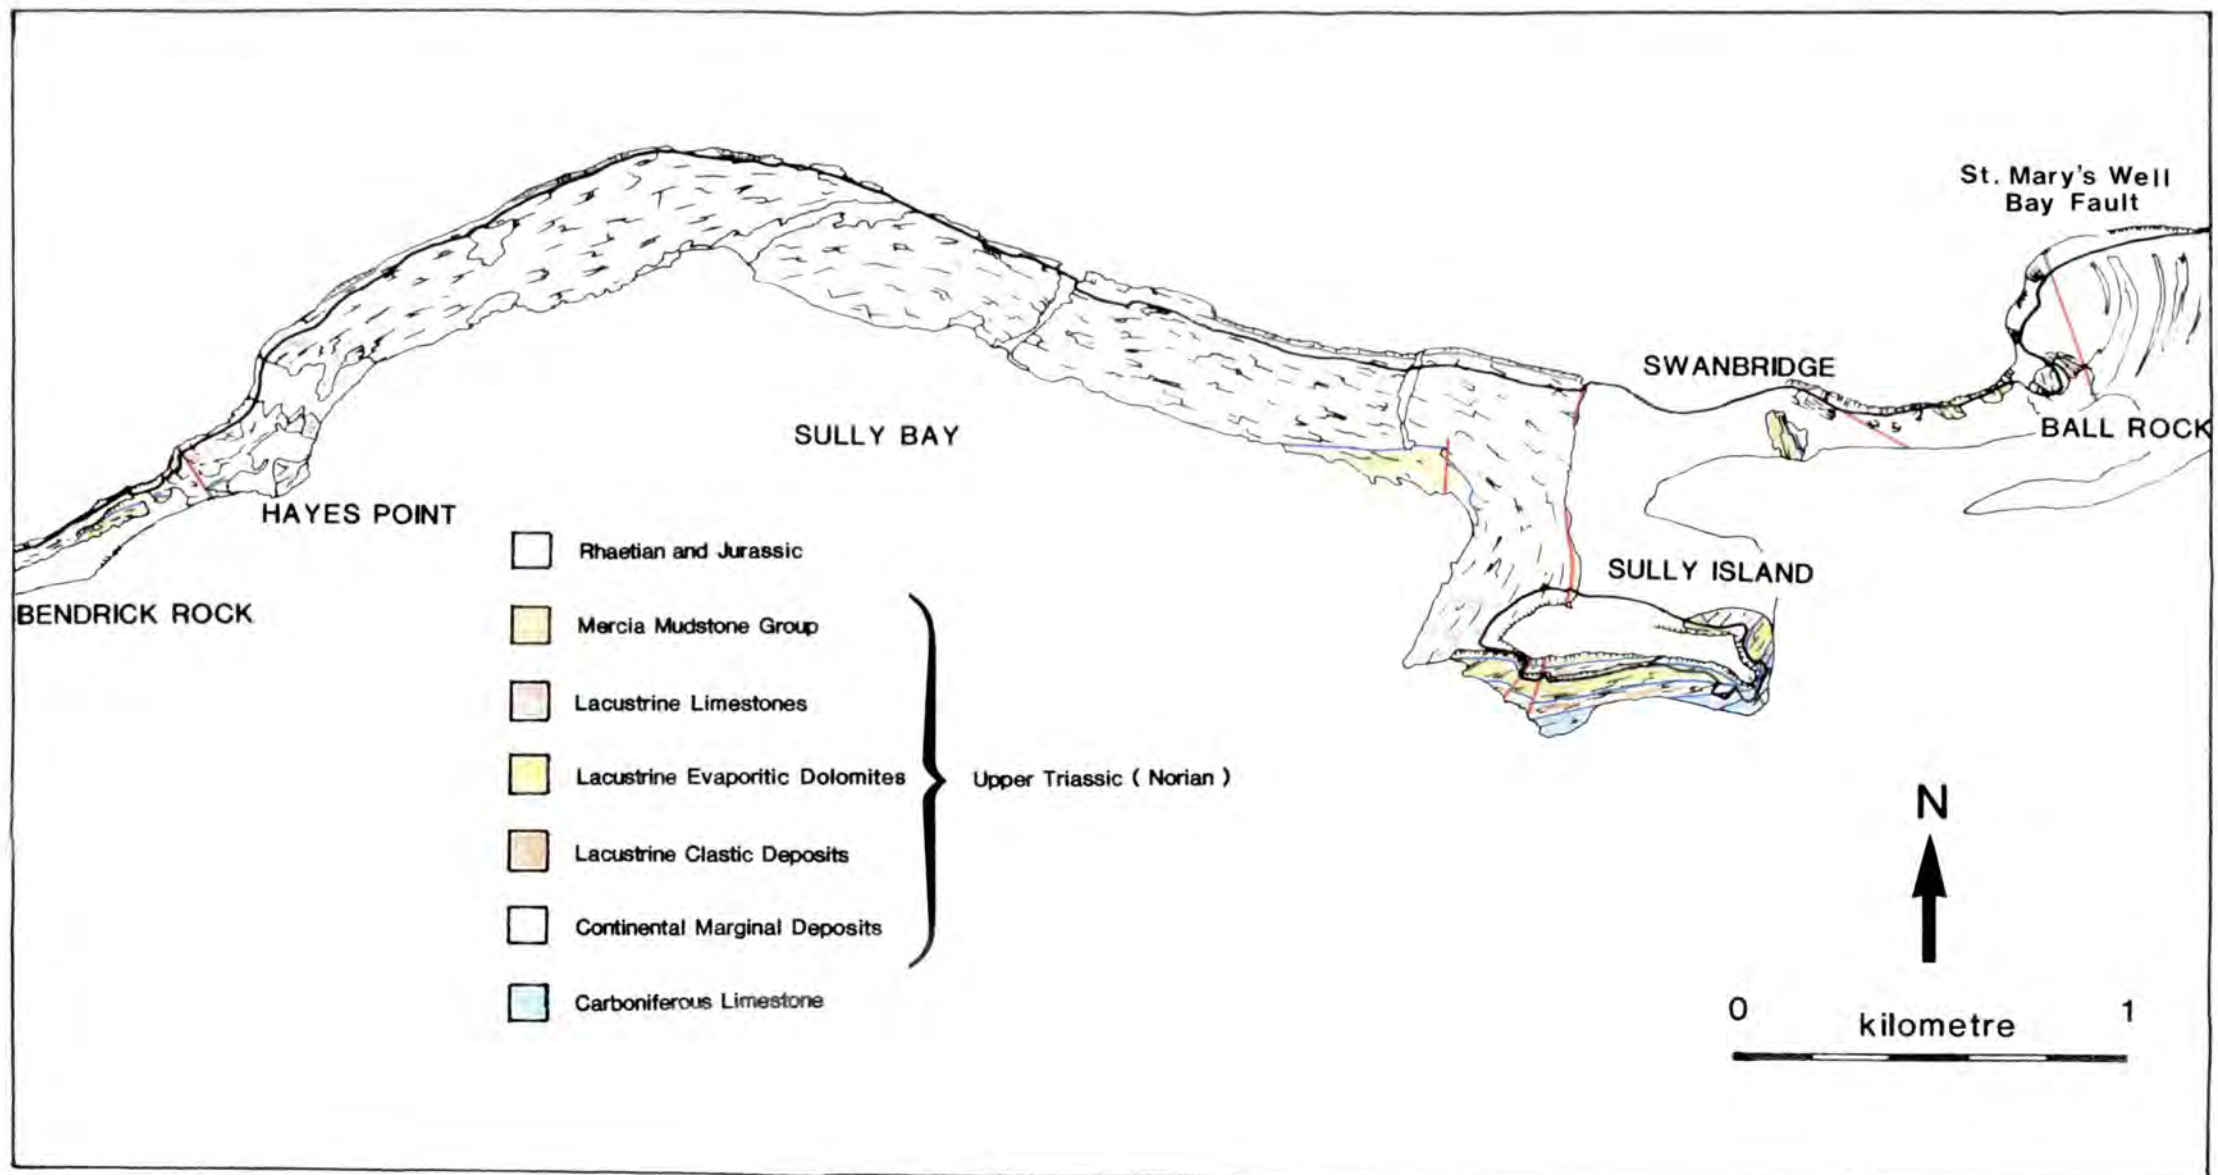 St. Mary's Well
Bay Fault
SWANBRIDGE
BALL ROCK
SULLY BAY
HAYES POINT
SULLY ISLAND
BENDRICK ROCK
Rhaetian and Jurassic
Mercia Mudstone Group
Lacustrine Limestones
Lacustrine Evaporitic Dolomites
Upper Triassic ( Norian )
Lacustrine Clastic Deposits
Continental Marginal Deposits
Carboniferous Limestone
N
0 1
kilometre